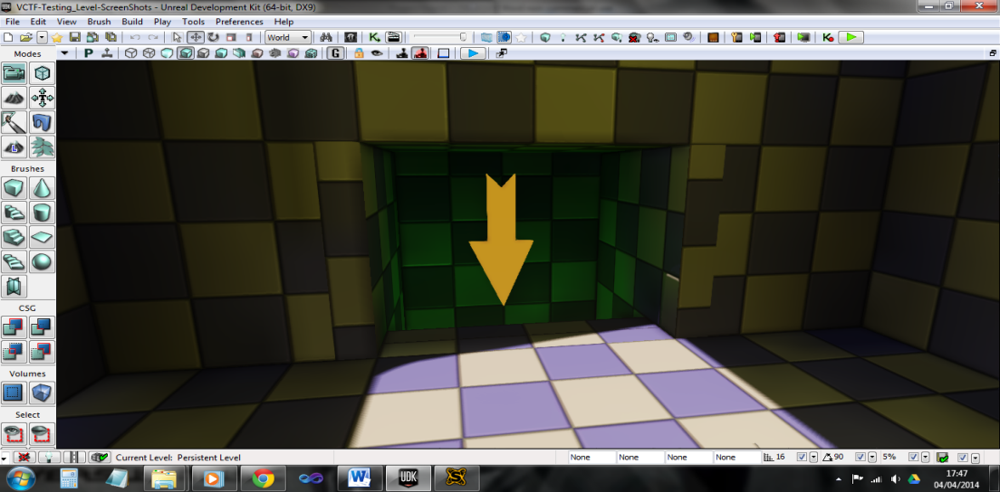 VCTF-Testing_Level-ScreenShots - Unreal Development Kit (64-bit, DX9)
File Edit View Brush Build Play Tools Preferences Help
World
Modes
P
G
L
Brushes
CSG
Volumes
Select
Current Level: Persistent Level
None None None None 16 90 5%
W UDK
17:47
04/04/2014